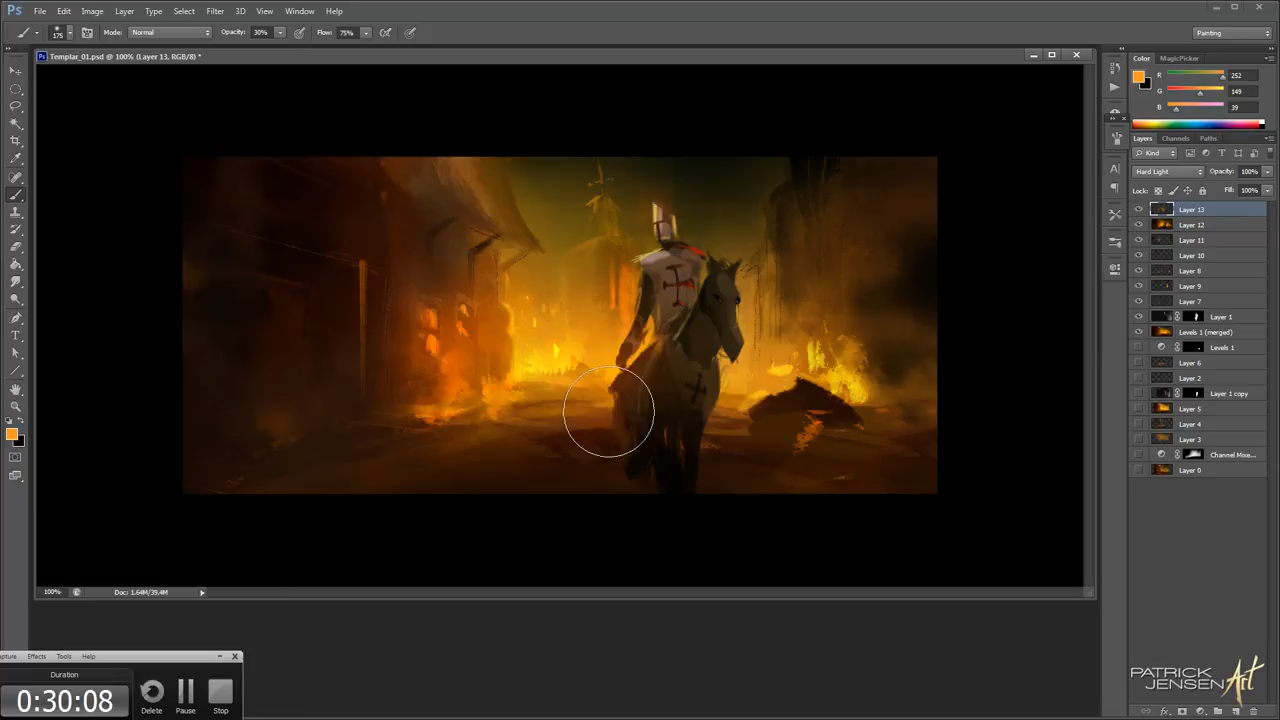 Ps File Edit Image Layer Type Select Filter 3D View Window Help
175 Mode: Normal Opacity: 30% Flow: 75% Painting
Templar_01.psd @ 100% (Layer 13, RGB/8) *
Color MagicPicker
R 252
G 149
B 39
Layers Channels Paths
Kind
Hard Light Opacity: 100%
Lock: Fill: 100%
Layer 13
Layer 12
Layer 11
Layer 10
Layer 8
Layer 9
Layer 7
Layer 1
Levels 1 (merged)
Levels 1
Layer 6
Layer 2
Layer 1 copy
Layer 5
Layer 4
Layer 3
Channel Mixe...
Layer 0
100% Doc: 1.64M/39.4M
apture Effects Tools Help
Duration
0:30:08
Delete Pause Stop
PATRICK
JENSEN Art